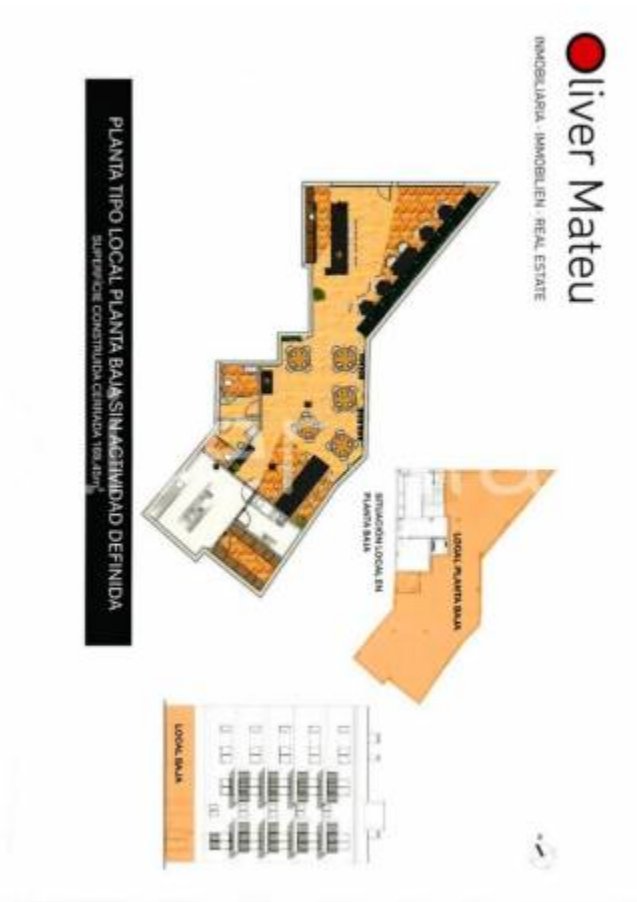 Oliver Mateu
INMOBILIARIA · IMMOBILIEN · REAL ESTATE
SITUACIÓN LOCAL EN
PLANTA BAJA
LOCAL PLANTA BAJA
LOCAL BAJA
PLANTA TIPO LOCAL PLANTA BAJA SIN ACTIVIDAD DEFINIDA
SUPERFICIE CONSTRUIDA CERRADA